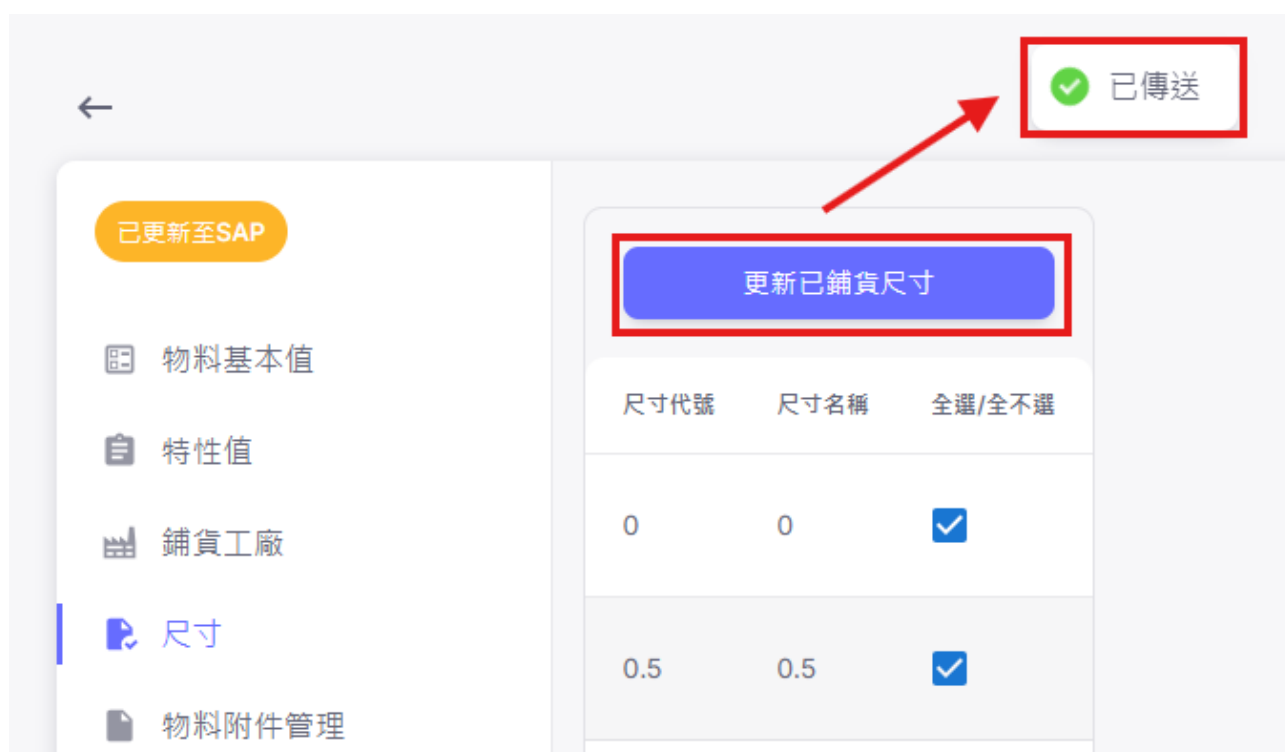 已傳送
已更新至SAP
更新已鋪貨尺寸
物料基本值
特性值
鋪貨工廠
尺寸
物料附件管理
尺寸代號 尺寸名稱 全選/全不選
0 0
0.5 0.5